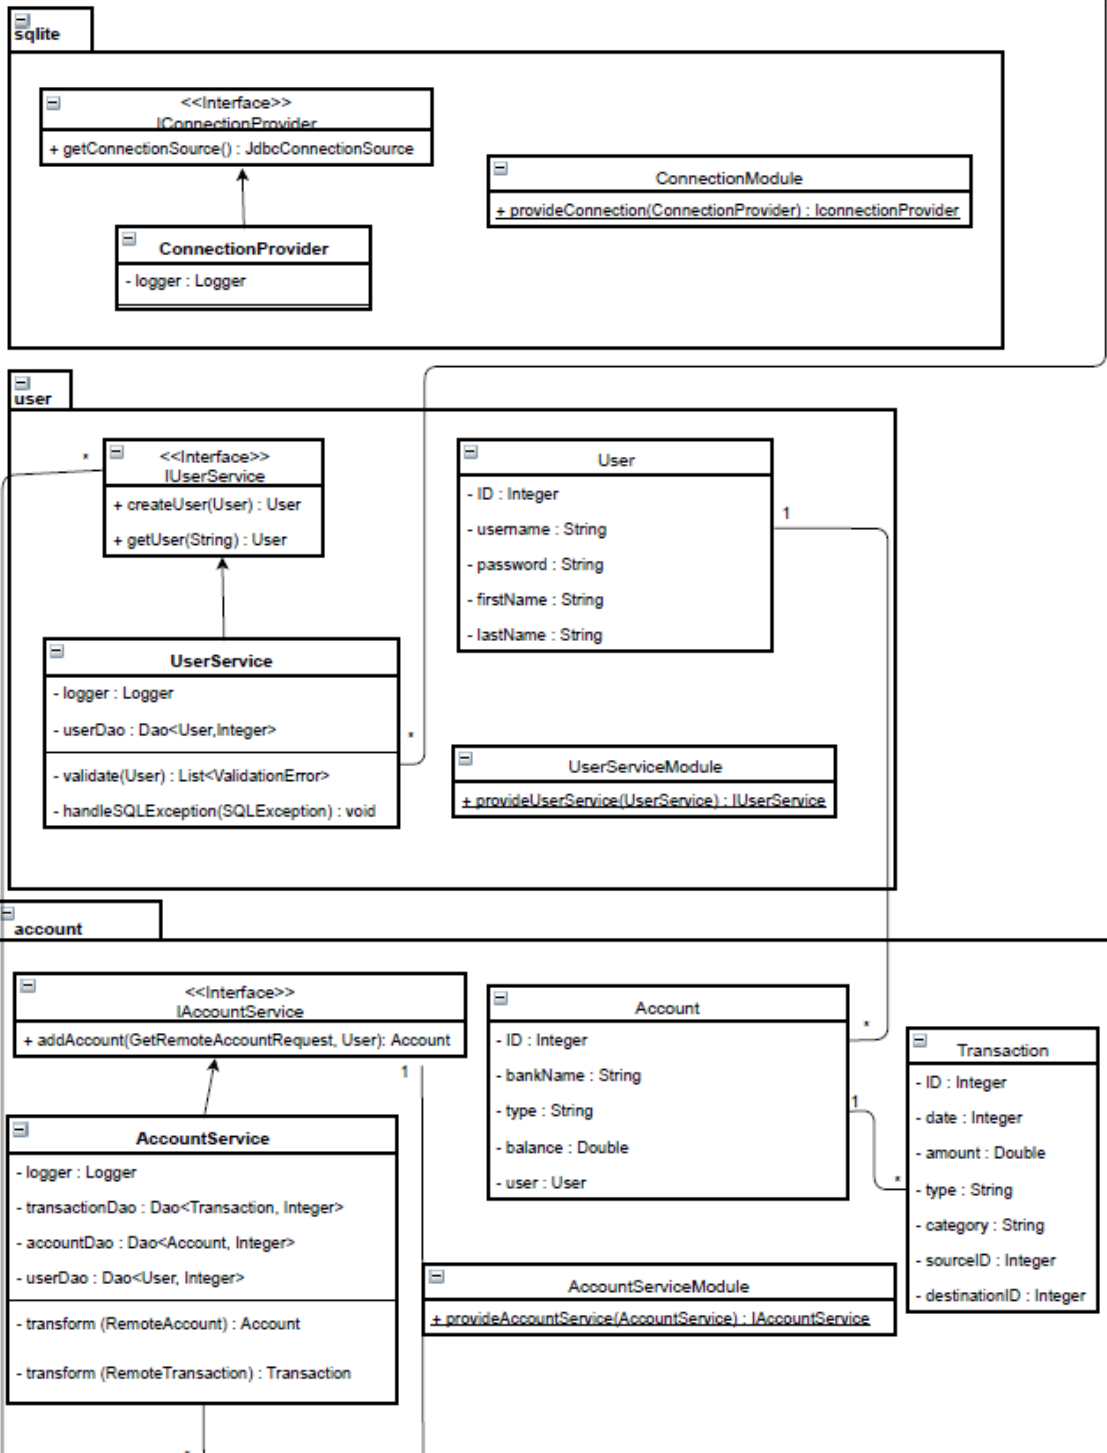 sqlite
<<Interface>>
IConnectionProvider
+ getConnectionSource() : JdbcConnectionSource
ConnectionModule
+ provideConnection(ConnectionProvider) : IconnectionProvider
ConnectionProvider
- logger : Logger
user
*
<<Interface>>
IUserService
+ createUser(User) : User
+ getUser(String) : User
User
- ID : Integer
- username : String
- password : String
- firstName : String
- lastName : String
1
UserService
- logger : Logger
- userDao : Dao<User,Integer>
- validate(User) : List<ValidationError>
- handleSQLException(SQLException) : void
*
UserServiceModule
+ provideUserService(UserService) : IUserService
account
<<Interface>>
IAccountService
+ addAccount(GetRemoteAccountRequest, User): Account
1
Account
- ID : Integer
- bankName : String
- type : String
- balance : Double
- user : User
*
1
*
Transaction
- ID : Integer
- date : Integer
- amount : Double
- type : String
- category : String
- sourceID : Integer
- destinationID : Integer
AccountService
- logger : Logger
- transactionDao : Dao<Transaction, Integer>
- accountDao : Dao<Account, Integer>
- userDao : Dao<User, Integer>
- transform (RemoteAccount) : Account
- transform (RemoteTransaction) : Transaction
AccountServiceModule
+ provideAccountService(AccountService) : IAccountService